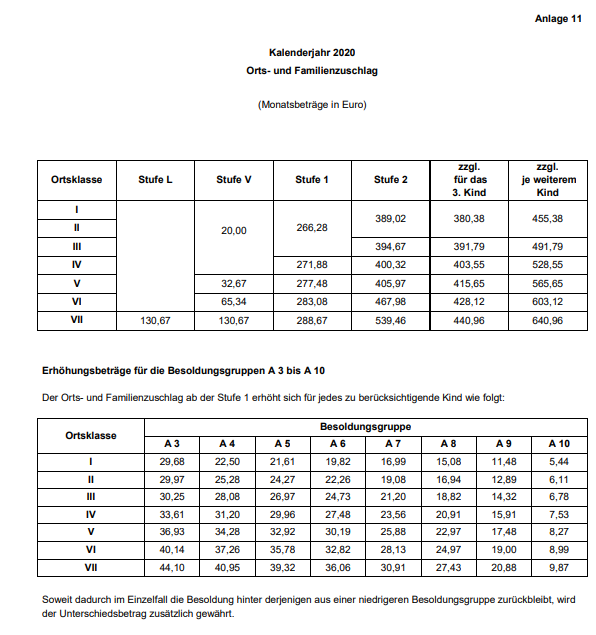 Anlage 11
Kalenderjahr 2020
Orts- und Familienzuschlag
(Monatsbeträge in Euro)
Ortsklasse Stufe L Stufe V Stufe 1 Stufe 2 zzgl. für das 3. Kind zzgl. je weiterem Kind
I 20,00 266,28 389,02 380,38 455,38
II
III 394,67 391,79 491,79
IV 271,88 400,32 403,55 528,55
V 32,67 277,48 405,97 415,65 565,65
VI 65,34 283,08 467,98 428,12 603,12
VII 130,67 130,67 288,67 539,46 440,96 640,96
Erhöhungsbeträge für die Besoldungsgruppen A 3 bis A 10
Der Orts- und Familienzuschlag ab der Stufe 1 erhöht sich für jedes zu berücksichtigende Kind wie folgt:
Ortsklasse Besoldungsgruppe
A 3 A 4 A 5 A 6 A 7 A 8 A 9 A 10
I 29,68 22,50 21,61 19,82 16,99 15,08 11,48 5,44
II 29,97 25,28 24,27 22,26 19,08 16,94 12,89 6,11
III 30,25 28,08 26,97 24,73 21,20 18,82 14,32 6,78
IV 33,61 31,20 29,96 27,48 23,56 20,91 15,91 7,53
V 36,93 34,28 32,92 30,19 25,88 22,97 17,48 8,27
VI 40,14 37,26 35,78 32,82 28,13 24,97 19,00 8,99
VII 44,10 40,95 39,32 36,06 30,91 27,43 20,88 9,87
Soweit dadurch im Einzelfall die Besoldung hinter derjenigen aus einer niedrigeren Besoldungsgruppe zurückbleibt, wird
der Unterschiedsbetrag zusätzlich gewährt.